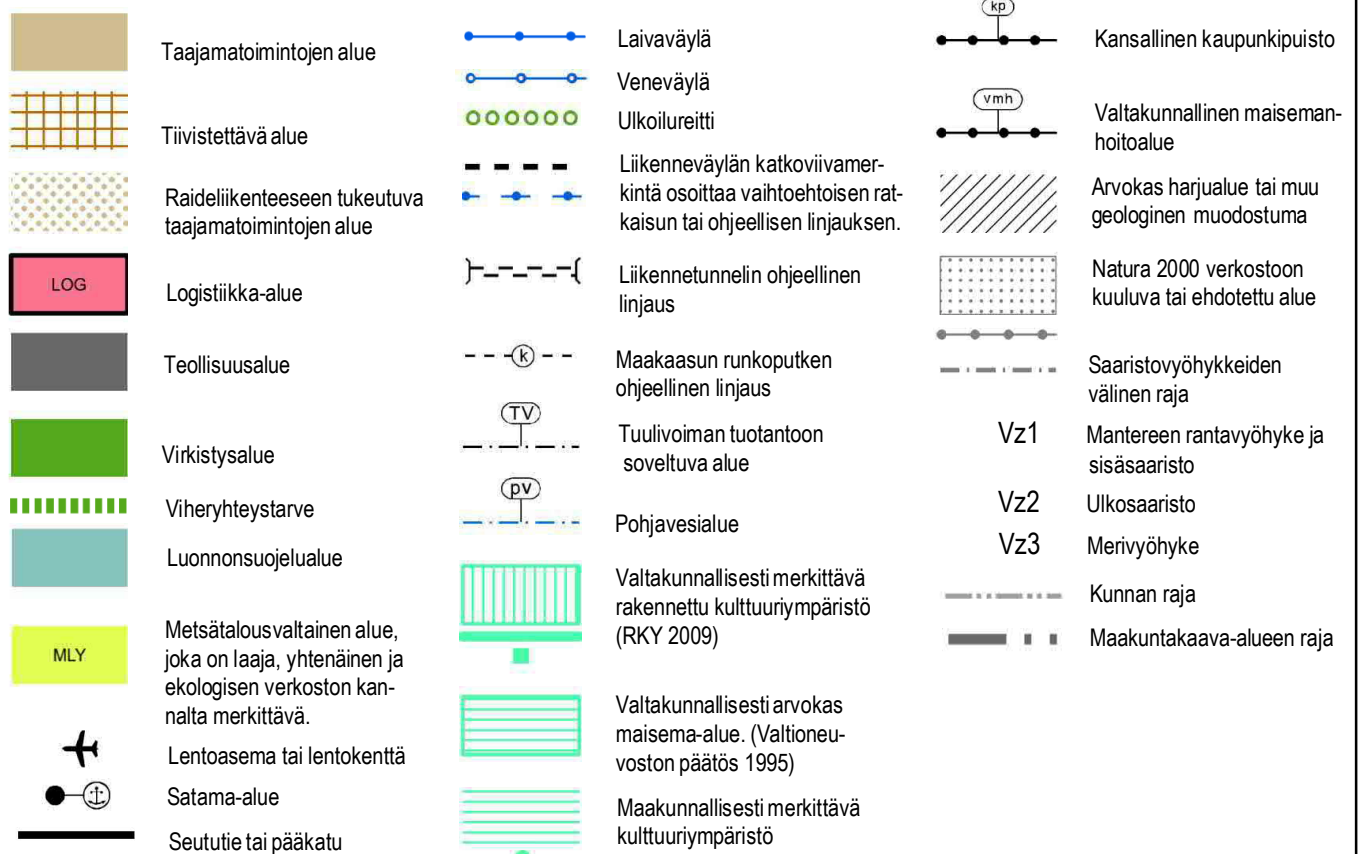 Taajamatoimintojen alue
Tiivistettävä alue
Raideliikenteeseen tukeutuva
taajamatoimintojen alue
LOG
Logistiikka-alue
Teollisuusalue
Virkistysalue
Viheryhteystarve
Luonnonsuojelualue
MLY
Metsätalousvaltainen alue,
joka on laaja, yhtenäinen ja
ekologisen verkoston kan-
nalta merkittävä.
Lentoasema tai lentokenttä
Satama-alue
Seututie tai pääkatu
Laivaväylä
Veneväylä
Ulkoilureitti
Liikenneväylän katkoviivamer-
kintä osoittaa vaihtoehtoisen rat-
kaisun tai ohjeellisen linjauksen.
Liikennetunnelin ohjeellinen
linjaus
k
Maakaasun runkoputken
ohjeellinen linjaus
TV
Tuulivoiman tuotantoon
soveltuva alue
pv
Pohjavesialue
Valtakunnallisesti merkittävä
rakennettu kulttuuriympäristö
(RKY 2009)
Valtakunnallisesti arvokas
maisema-alue. (Valtioneu-
voston päätös 1995)
Maakunnallisesti merkittävä
kulttuuriympäristö
kp
Kansallinen kaupunkipuisto
vmh
Valtakunnallinen maiseman-
hoitoalue
Arvokas harjualue tai muu
geologinen muodostuma
Natura 2000 verkostoon
kuuluva tai ehdotettu alue
Saaristovyöhykkeiden
välinen raja
Vz1 Mantereen rantavyöhyke ja
sisäsaaristo
Vz2 Ulkosaaristo
Vz3 Merivyöhyke
Kunnan raja
Maakuntakaava-alueen raja